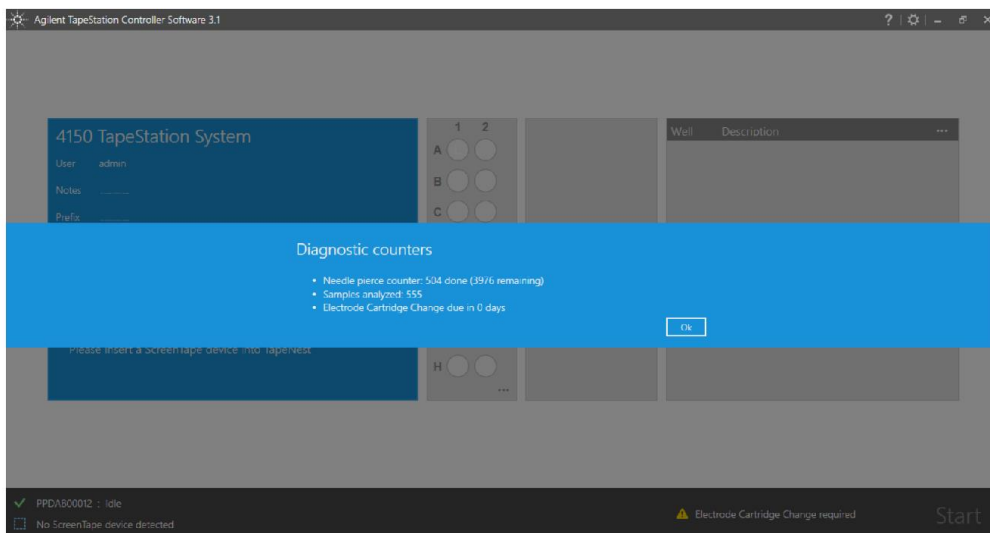 Agilent TapeStation Controller Software 3.1
?
4150 TapeStation System
User admin
Notes
Prefix
1 2
A
B
C
Well Description ...
Diagnostic counters
• Needle pierce counter: 504 done (3976 remaining)
• Samples analyzed: 555
• Electrode Cartridge Change due in 0 days
Ok
Please insert a ScreenTape device into TapeNest
H
...
PPDA800012 : Idle
Electrode Cartridge Change required
Start
No ScreenTape device detected